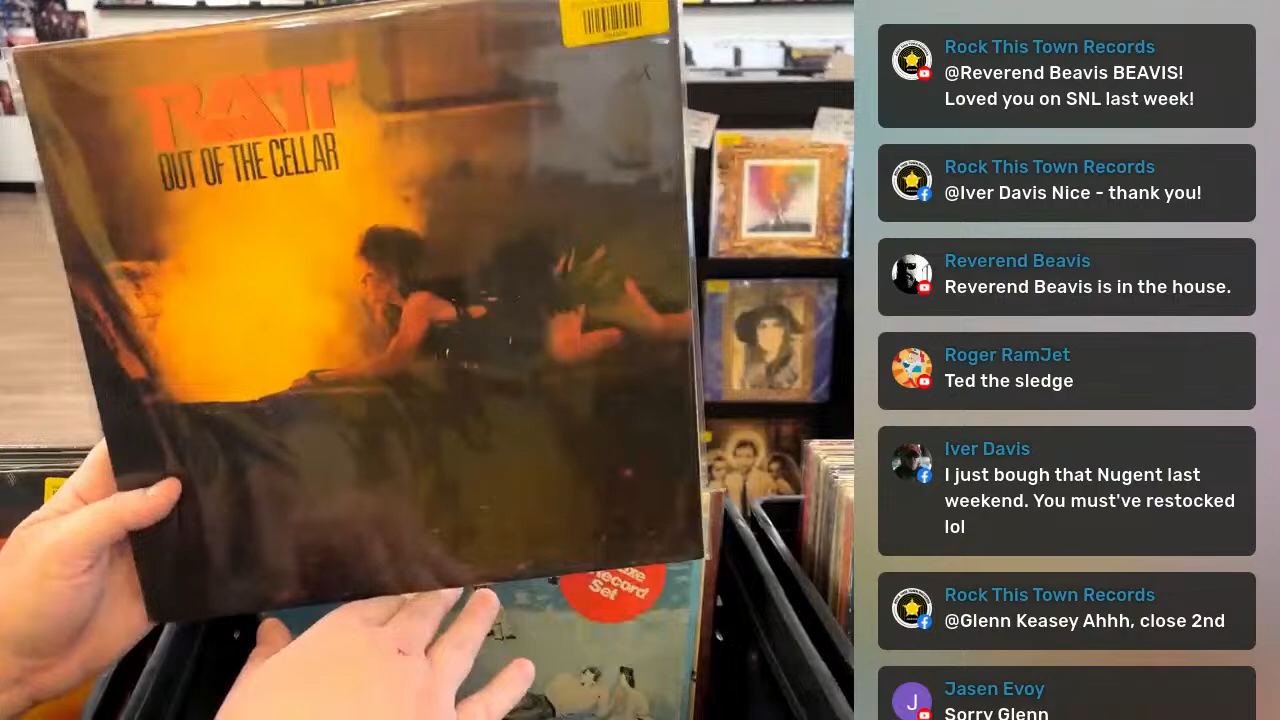 RATT
OUT OF THE CELLAR
Record
Set
Rock This Town Records
@Reverend Beavis BEAVIS!
Loved you on SNL last week!
Rock This Town Records
@Iver Davis Nice - thank you!
Reverend Beavis
Reverend Beavis is in the house.
Roger RamJet
Ted the sledge
Iver Davis
I just bough that Nugent last
weekend. You must've restocked
lol
Rock This Town Records
@Glenn Keasey Ahhh, close 2nd
J
Jasen Evoy
Sorry Glenn